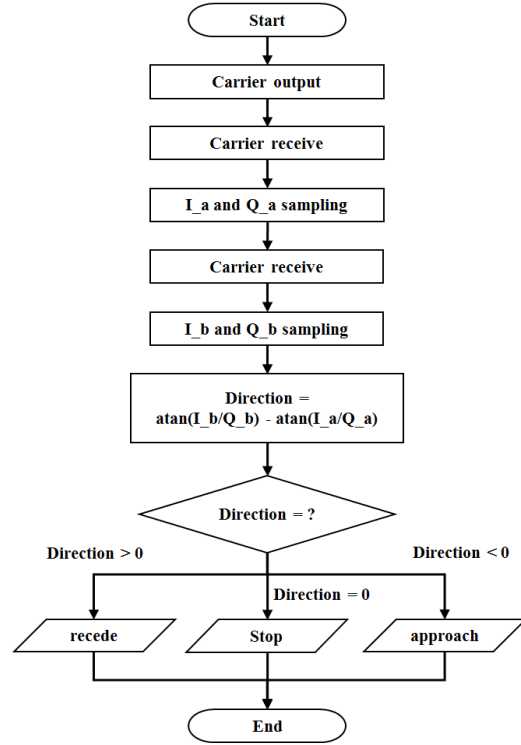 Start
Carrier output
Carrier receive
I_a and Q_a sampling
Carrier receive
I_b and Q_b sampling
Direction =
atan(I_b/Q_b) - atan(I_a/Q_a)
Direction = ?
Direction > 0
Direction < 0
Direction = 0
recede
Stop
approach
End